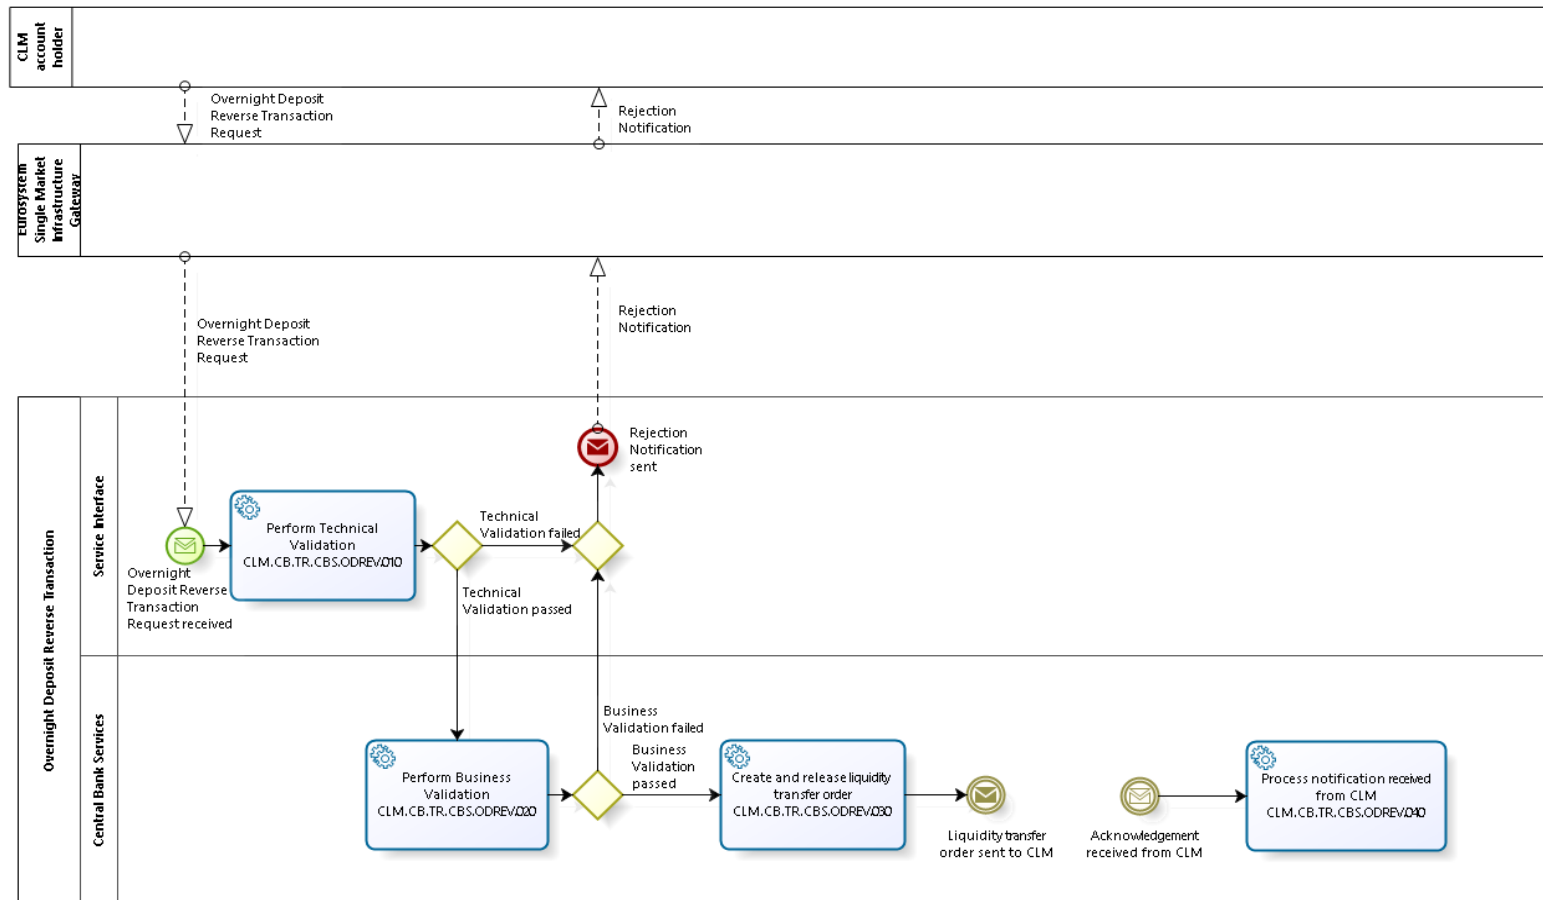 CLM
account
holder
Overnight Deposit
Reverse Transaction
Request
Rejection
Notification
Eurosystem
Single Market
Infrastructure
Gateway
Overnight Deposit
Reverse Transaction
Request
Rejection
Notification
Overnight Deposit Reverse Transaction
Service Interface
Rejection
Notification
sent
Overnight
Deposit Reverse
Transaction
Request received
Perform Technical
Validation
CLM.CB.TR.CBS.ODREV.010
Technical
Validation failed
Technical
Validation passed
Central Bank Services
Perform Business
Validation
CLM.CB.TR.CBS.ODREV.020
Business
Validation failed
Business
Validation
passed
Create and release liquidity
transfer order
CLM.CB.TR.CBS.ODREV.030
Liquidity transfer
order sent to CLM
Acknowledgement
received from CLM
Process notification received
from CLM
CLM.CB.TR.CBS.ODREV.040